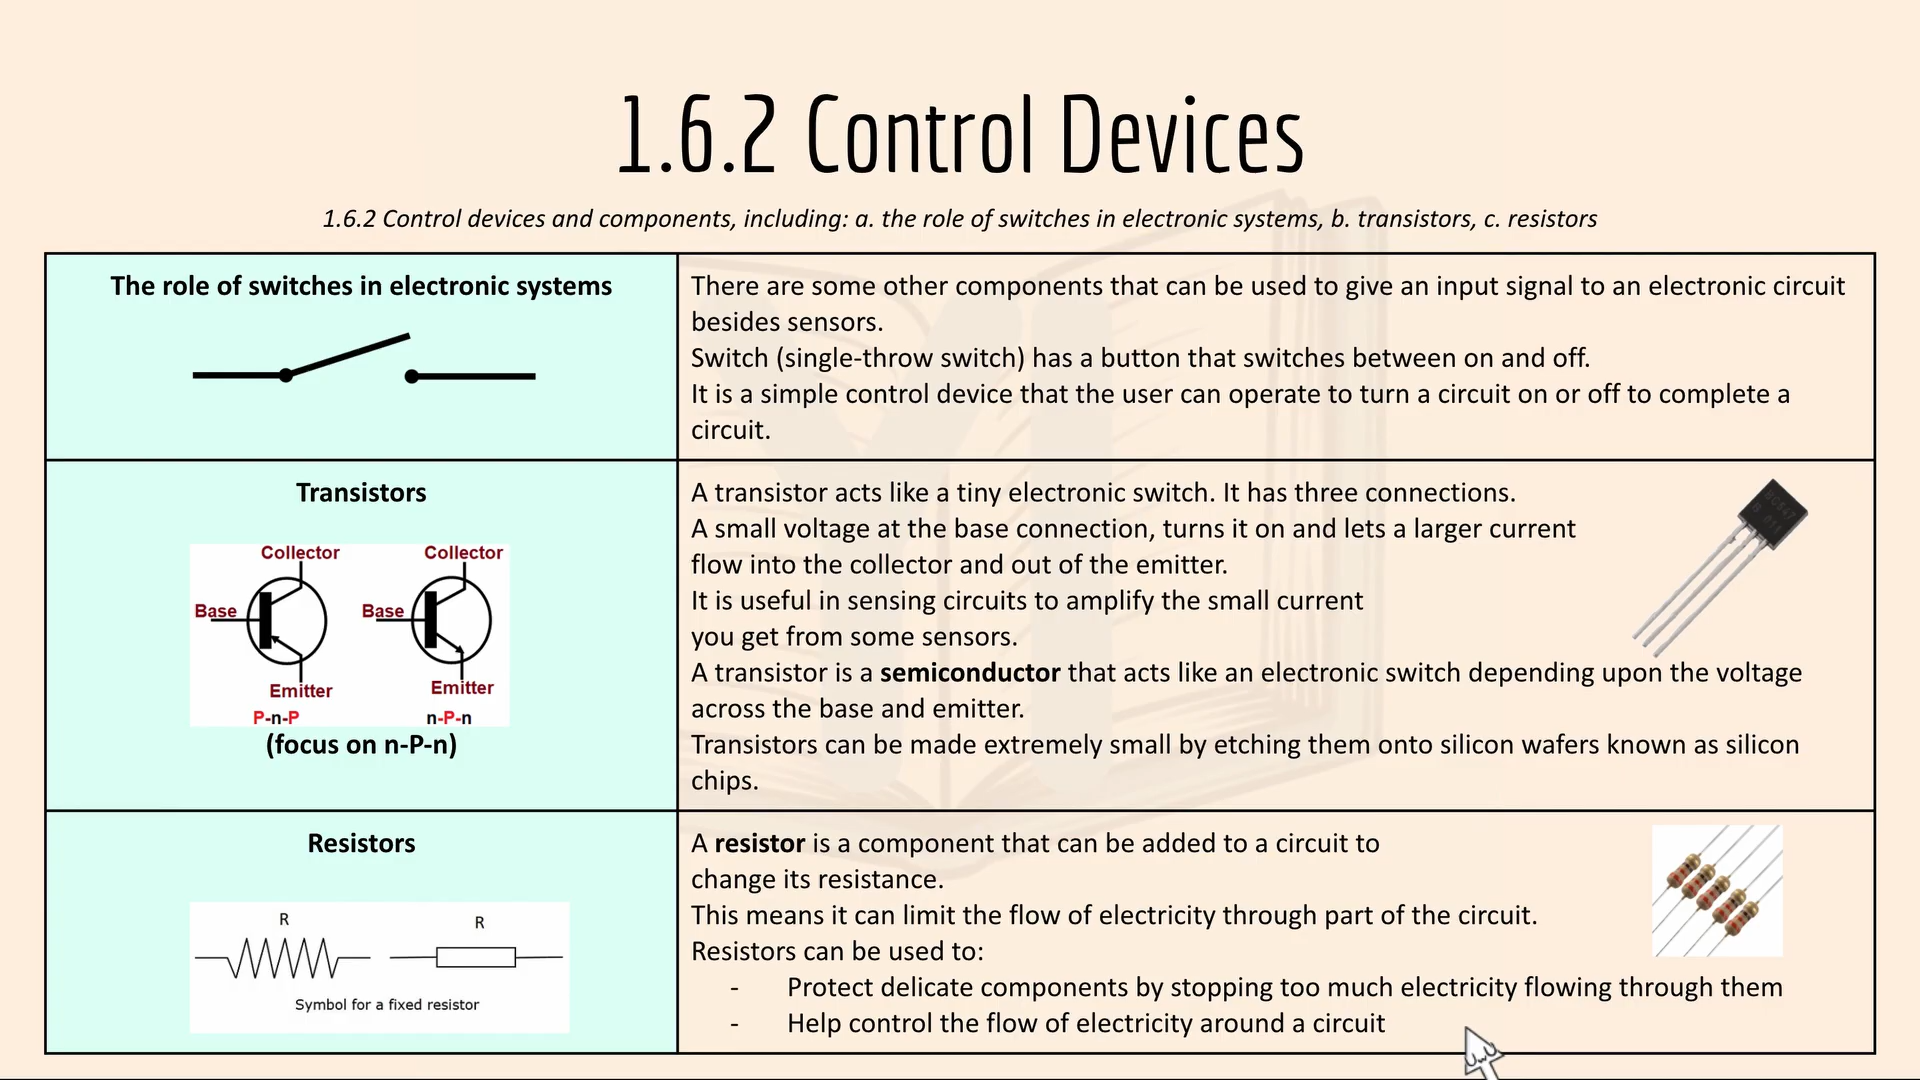 1.6.2 Control Devices
1.6.2 Control devices and components, including: a. the role of switches in electronic systems, b. transistors, c. resistors
The role of switches in electronic systems
There are some other components that can be used to give an input signal to an electronic circuit
besides sensors.
Switch (single-throw switch) has a button that switches between on and off.
It is a simple control device that the user can operate to turn a circuit on or off to complete a
circuit.
Transistors
Collector
Collector
Base
Base
Emitter
Emitter
P-n-P
n-P-n
(focus on n-P-n)
A transistor acts like a tiny electronic switch. It has three connections.
A small voltage at the base connection, turns it on and lets a larger current
flow into the collector and out of the emitter.
It is useful in sensing circuits to amplify the small current
you get from some sensors.
A transistor is a semiconductor that acts like an electronic switch depending upon the voltage
across the base and emitter.
Transistors can be made extremely small by etching them onto silicon wafers known as silicon
chips.
Resistors
R
R
Symbol for a fixed resistor
A resistor is a component that can be added to a circuit to
change its resistance.
This means it can limit the flow of electricity through part of the circuit.
Resistors can be used to:
- Protect delicate components by stopping too much electricity flowing through them
- Help control the flow of electricity around a circuit